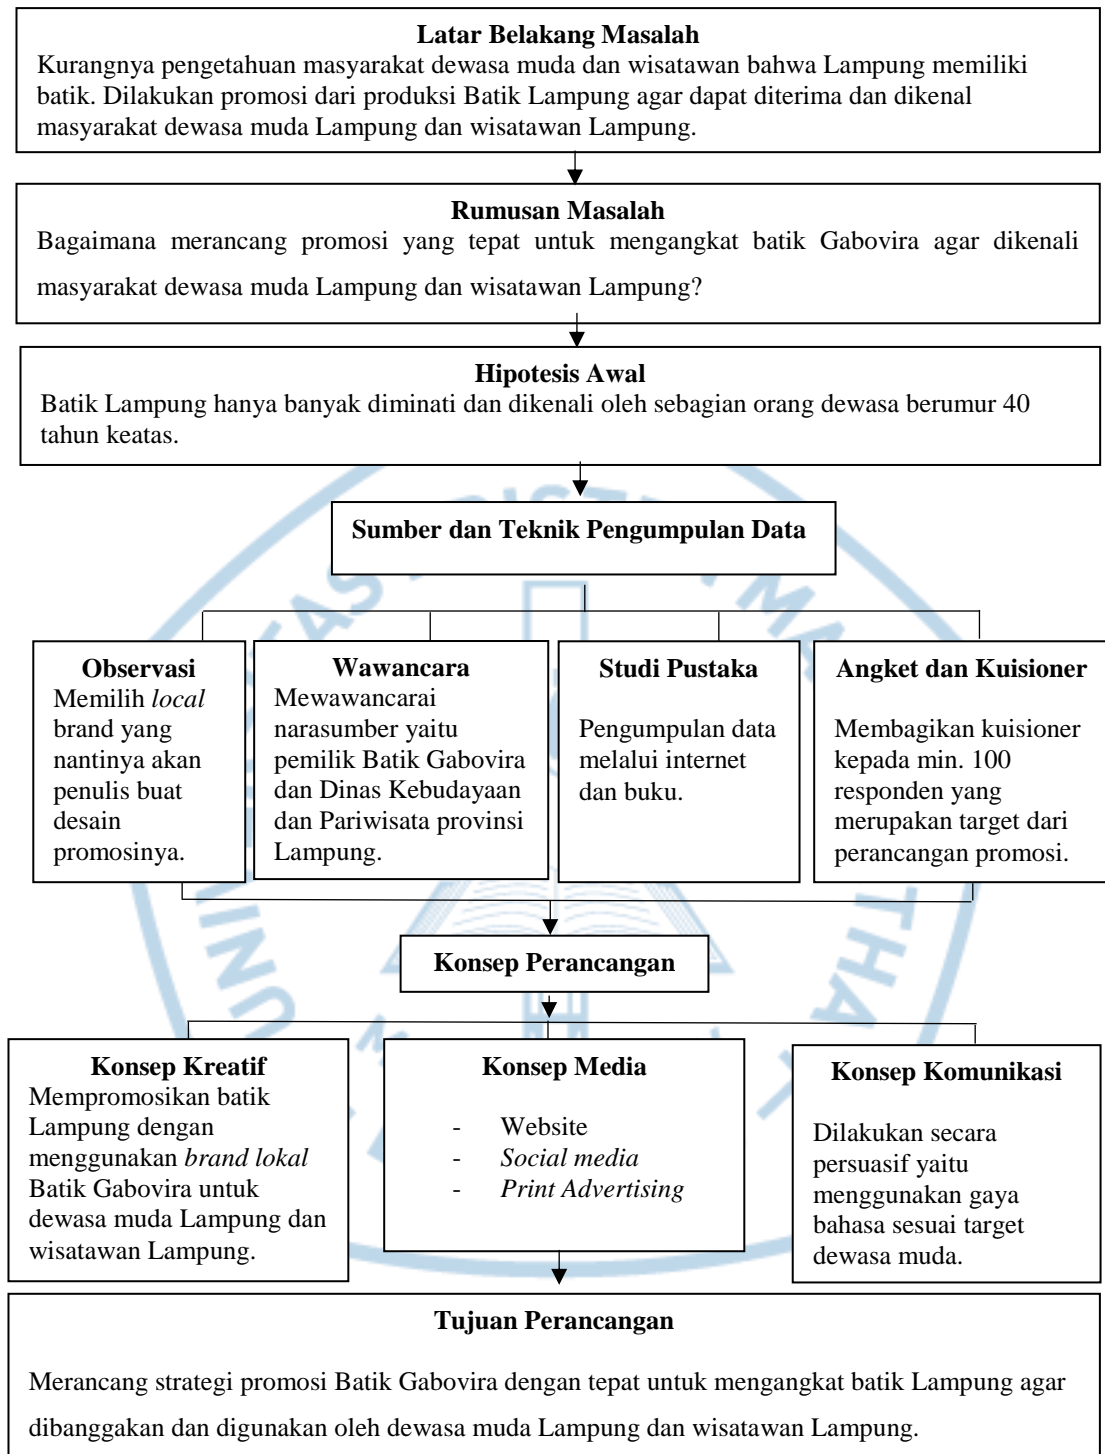 Latar Belakang Masalah
Kurangnya pengetahuan masyarakat dewasa muda dan wisatawan bahwa Lampung memiliki
batik. Dilakukan promosi dari produksi Batik Lampung agar dapat diterima dan dikenal
masyarakat dewasa muda Lampung dan wisatawan Lampung.
Rumusan Masalah
Bagaimana merancang promosi yang tepat untuk mengangkat batik Gabovira agar dikenali
masyarakat dewasa muda Lampung dan wisatawan Lampung?
Hipotesis Awal
Batik Lampung hanya banyak diminati dan dikenali oleh sebagian orang dewasa berumur 40
tahun keatas.
Sumber dan Teknik Pengumpulan Data
Observasi
Memilih local
brand yang
nantinya akan
penulis buat
desain
promosinya.
Wawancara
Mewawancarai
narasumber yaitu
pemilik Batik Gabovira
dan Dinas Kebudayaan
dan Pariwisata provinsi
Lampung.
Studi Pustaka
Pengumpulan data
melalui internet
dan buku.
Angket dan Kuisioner
Membagikan kuisioner
kepada min. 100
responden yang
merupakan target dari
perancangan promosi.
Konsep Perancangan
Konsep Kreatif
Mempromosikan batik
Lampung dengan
menggunakan brand lokal
Batik Gabovira untuk
dewasa muda Lampung dan
wisatawan Lampung.
Konsep Media
- Website
- Social media
- Print Advertising
Konsep Komunikasi
Dilakukan secara
persuasif yaitu
menggunakan gaya
bahasa sesuai target
dewasa muda.
Tujuan Perancangan
Merancang strategi promosi Batik Gabovira dengan tepat untuk mengangkat batik Lampung agar
dibanggakan dan digunakan oleh dewasa muda Lampung dan wisatawan Lampung.